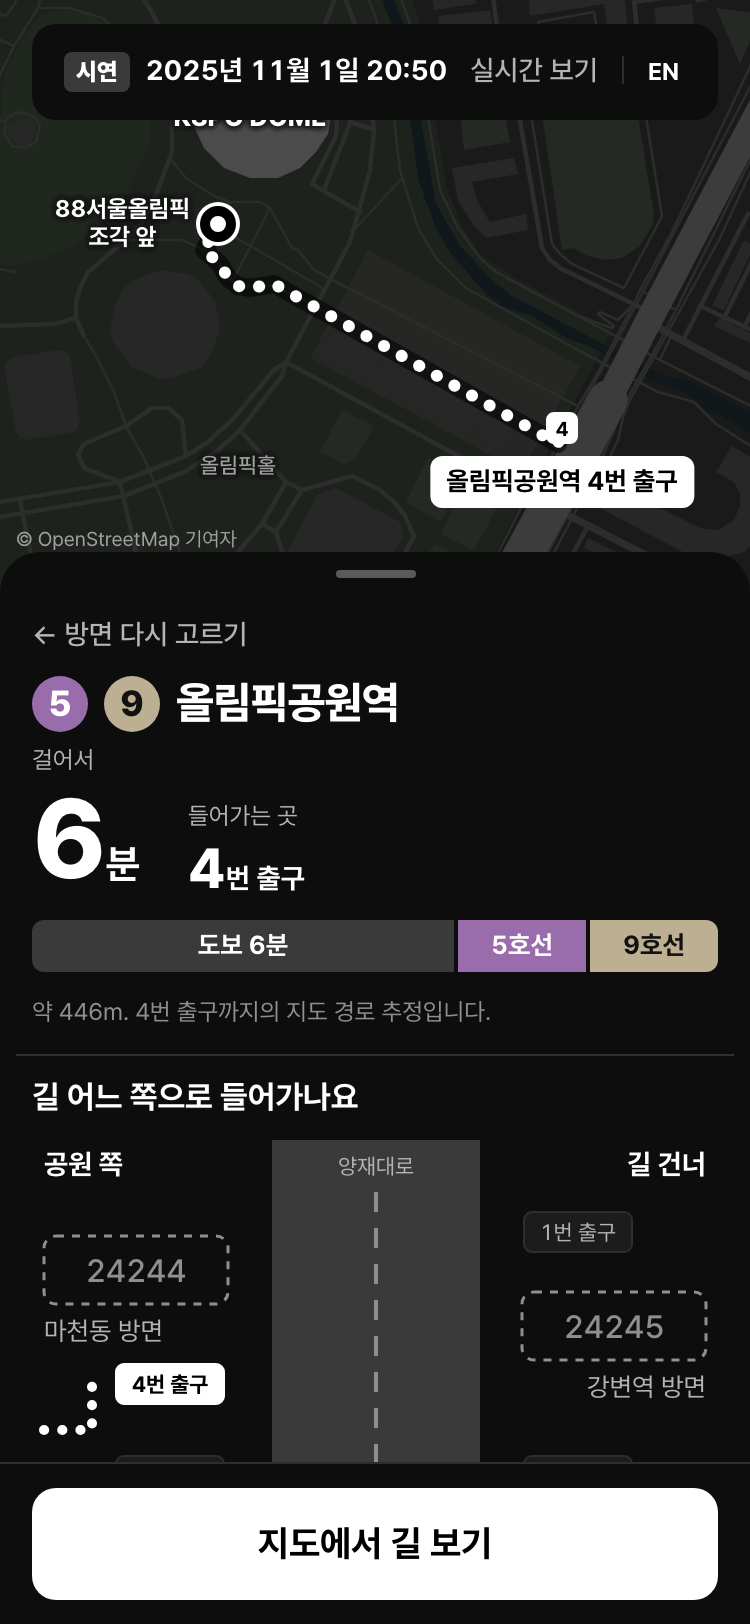 시연 2025년 11월 1일 20:50 실시간 보기 EN
KSPO DOME
88서울올림픽
조각 앞
4
올림픽공원역 4번 출구
올림픽홀
© OpenStreetMap 기여자
← 방면 다시 고르기
5 9 올림픽공원역
걸어서
6분
들어가는 곳
4번 출구
도보 6분 5호선 9호선
약 446m. 4번 출구까지의 지도 경로 추정입니다.
길 어느 쪽으로 들어가나요
공원 쪽 양재대로 길 건너
1번 출구
24244
24245
마천동 방면
강변역 방면
4번 출구
지도에서 길 보기